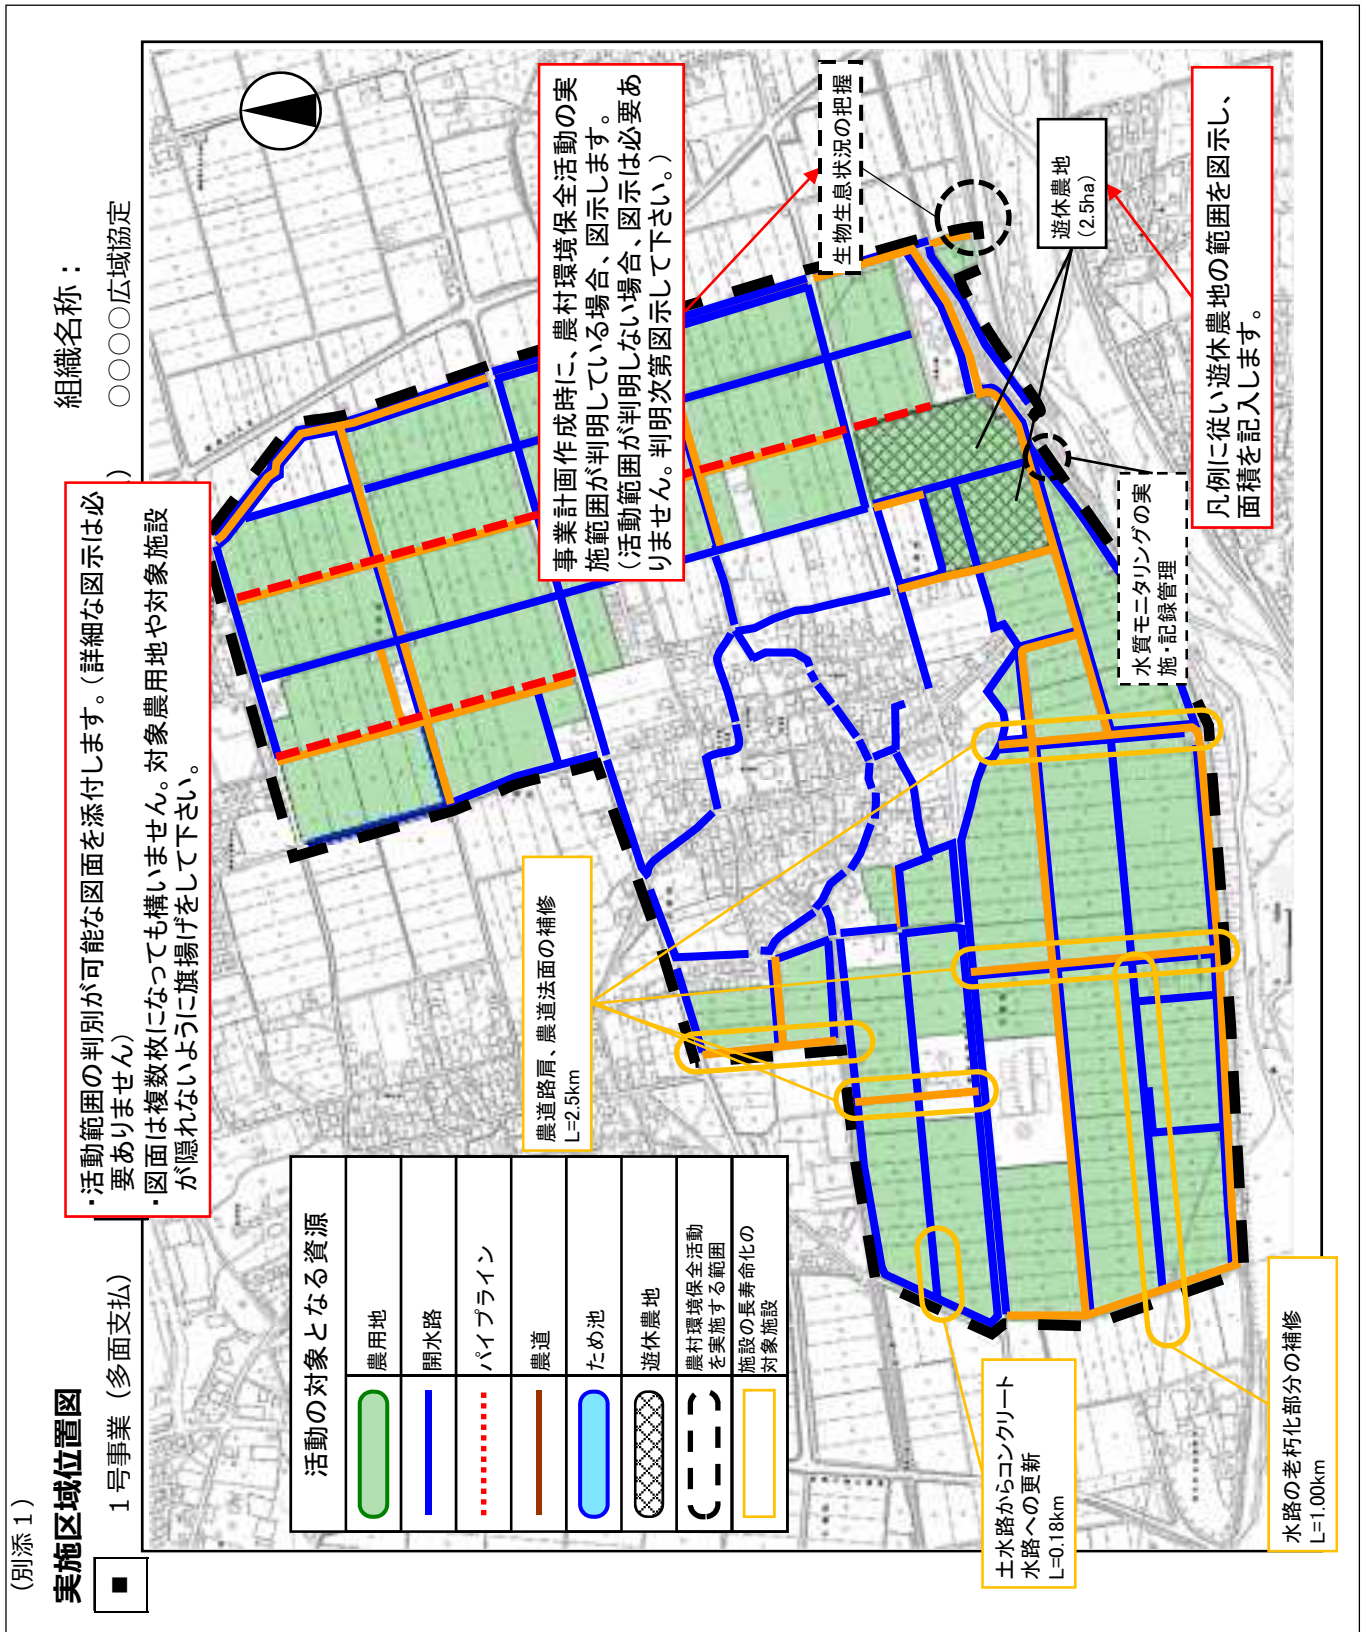 (別添１)
実施区域位置図
■
１号事業（多面支払）
組織名称：
○○○○広域協定
）
・活動範囲の判別が可能な図面を添付します。（詳細な図示は必
要ありません）
・図面は複数枚になっても構いません。対象農用地や対象施設
が隠れないように旗揚げをして下さい。
事業計画作成時に、農村環境保全活動の実
施範囲が判明している場合、図示します。
（活動範囲が判明しない場合、図示は必要あ
りません。判明次第図示して下さい。）
生物生息状況の把握
遊休農地
（2.5ha）
凡例に従い遊休農地の範囲を図示し、
面積を記入します。
水質モニタリングの実
施・記録管理
農道路肩、農道法面の補修
L=2.5km
活動の対象となる資源
農用地
開水路
パイプライン
農道
ため池
遊休農地
農村環境保全活動
を実施する範囲
施設の長寿命化の
対象施設
土水路からコンクリート
水路への更新
L=0.18km
水路の老朽化部分の補修
L=1.00km